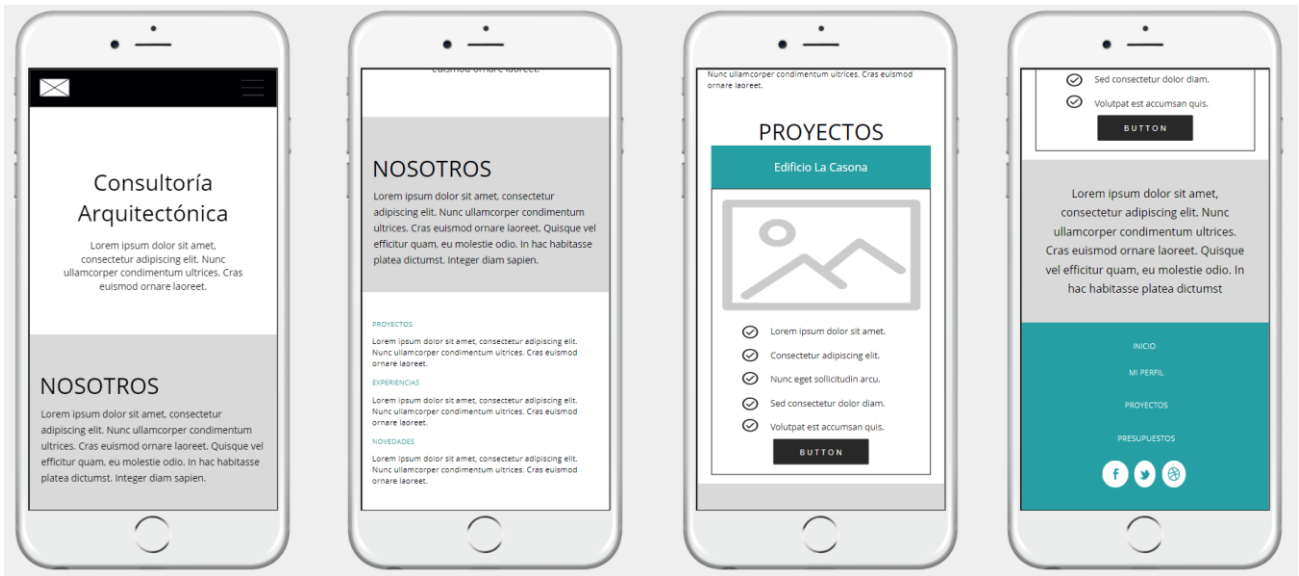 Consultoría
Arquitectónica
Lorem ipsum dolor sit amet,
consectetur adipiscing elit. Nunc
ullamcorper condimentum ultrices. Cras
euismod ornare laoreet.
NOSOTROS
Lorem ipsum dolor sit amet, consectetur
adipiscing elit. Nunc ullamcorper condimentum
ultrices. Cras euismod ornare laoreet. Quisque vel
efficitur quam, eu molestie odio. In hac habitasse
platea dictumst. Integer diam sapien.
euismod ornare laoreet.
NOSOTROS
Lorem ipsum dolor sit amet, consectetur
adipiscing elit. Nunc ullamcorper condimentum
ultrices. Cras euismod ornare laoreet. Quisque vel
efficitur quam, eu molestie odio. In hac habitasse
platea dictumst. Integer diam sapien.
PROYECTOS
Lorem ipsum dolor sit amet, consectetur adipiscing elit.
Nunc ullamcorper condimentum ultrices. Cras euismod
ornare laoreet.
EXPERIENCIAS
Lorem ipsum dolor sit amet, consectetur adipiscing elit.
Nunc ullamcorper condimentum ultrices. Cras euismod
ornare laoreet.
NOVEDADES
Lorem ipsum dolor sit amet, consectetur adipiscing elit.
Nunc ullamcorper condimentum ultrices. Cras euismod
ornare laoreet.
Nunc ullamcorper condimentum ultrices. Cras euismod
ornare laoreet.
PROYECTOS
Edificio La Casona
Lorem ipsum dolor sit amet.
Consectetur adipiscing elit.
Nunc eget sollicitudin arcu.
Sed consectetur dolor diam.
Volutpat est accumsan quis.
BUTTON
Sed consectetur dolor diam.
Volutpat est accumsan quis.
BUTTON
Lorem ipsum dolor sit amet,
consectetur adipiscing elit. Nunc
ullamcorper condimentum ultrices.
Cras euismod ornare laoreet. Quisque
vel efficitur quam, eu molestie odio. In
hac habitasse platea dictumst
INICIO
MI PERFIL
PROYECTOS
PRESUPUESTOS